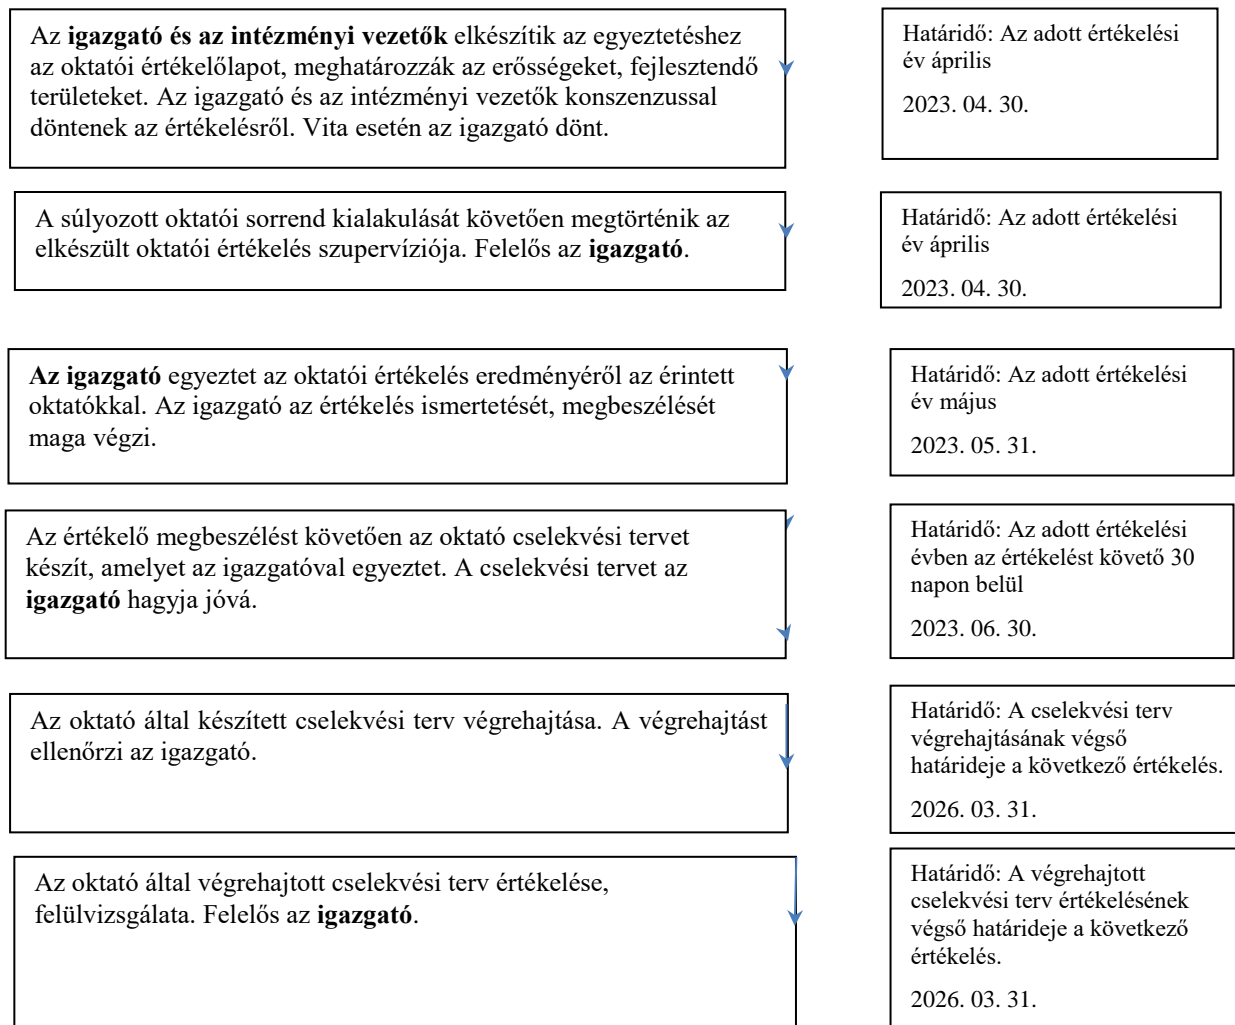 Az igazgató és az intézményi vezetők elkészítik az egyeztetéshez
az oktatói értékelőlapot, meghatározzák az erősségeket, fejlesztendő
területeket. Az igazgató és az intézményi vezetők konszenzussal
döntenek az értékelésről. Vita esetén az igazgató dönt.
Határidő: Az adott értékelési
év április
2023. 04. 30.
A súlyozott oktatói sorrend kialakulását követően megtörténik az
elkészült oktatói értékelés szupervíziója. Felelős az igazgató.
Határidő: Az adott értékelési
év április
2023. 04. 30.
Az igazgató egyeztet az oktatói értékelés eredményéről az érintett
oktatókkal. Az igazgató az értékelés ismertetését, megbeszélését
maga végzi.
Határidő: Az adott értékelési
év május
2023. 05. 31.
Az értékelő megbeszélést követően az oktató cselekvési tervet
készít, amelyet az igazgatóval egyeztet. A cselekvési tervet az
igazgató hagyja jóvá.
Határidő: Az adott értékelési
évben az értékelést követő 30
napon belül
2023. 06. 30.
Az oktató által készített cselekvési terv végrehajtása. A végrehajtást
ellenőrzi az igazgató.
Határidő: A cselekvési terv
végrehajtásának végső
határideje a következő értékelés.
2026. 03. 31.
Az oktató által végrehajtott cselekvési terv értékelése,
felülvizsgálata. Felelős az igazgató.
Határidő: A végrehajtott
cselekvési terv értékelésének
végső határideje a következő
értékelés.
2026. 03. 31.